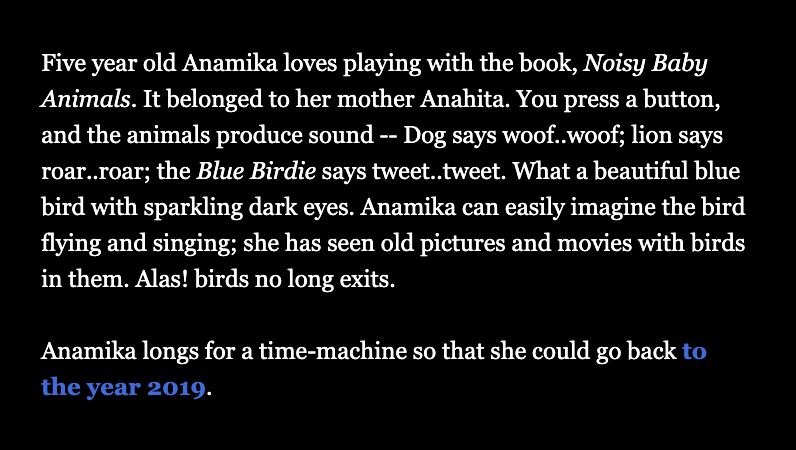 Five year old Anamika loves playing with the book, Noisy Baby
Animals. It belonged to her mother Anahita. You press a button,
and the animals produce sound -- Dog says woof..woof; lion says
roar..roar; the Blue Birdie says tweet..tweet. What a beautiful blue
bird with sparkling dark eyes. Anamika can easily imagine the bird
flying and singing; she has seen old pictures and movies with birds
in them. Alas! birds no long exits.
Anamika longs for a time-machine so that she could go back to
the year 2019.